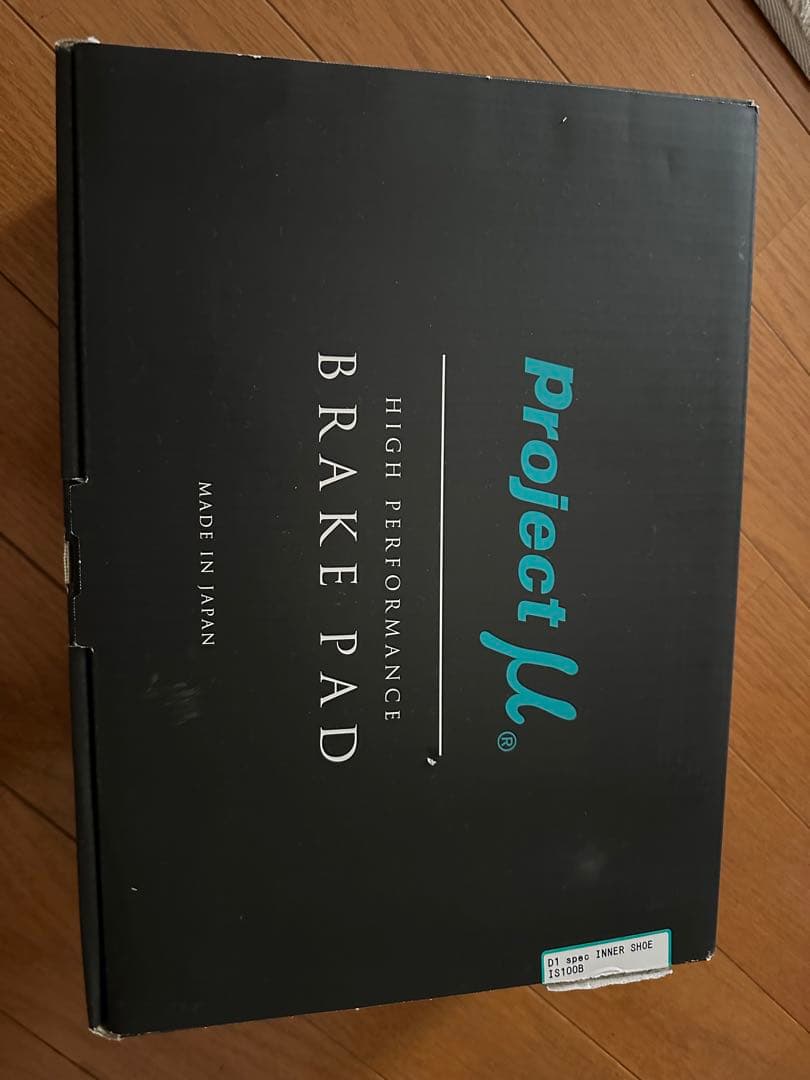 Project μ®
HIGH PERFORMANCE
BRAKE PAD
MADE IN JAPAN
D1 spec INNER SHOE
IS100B